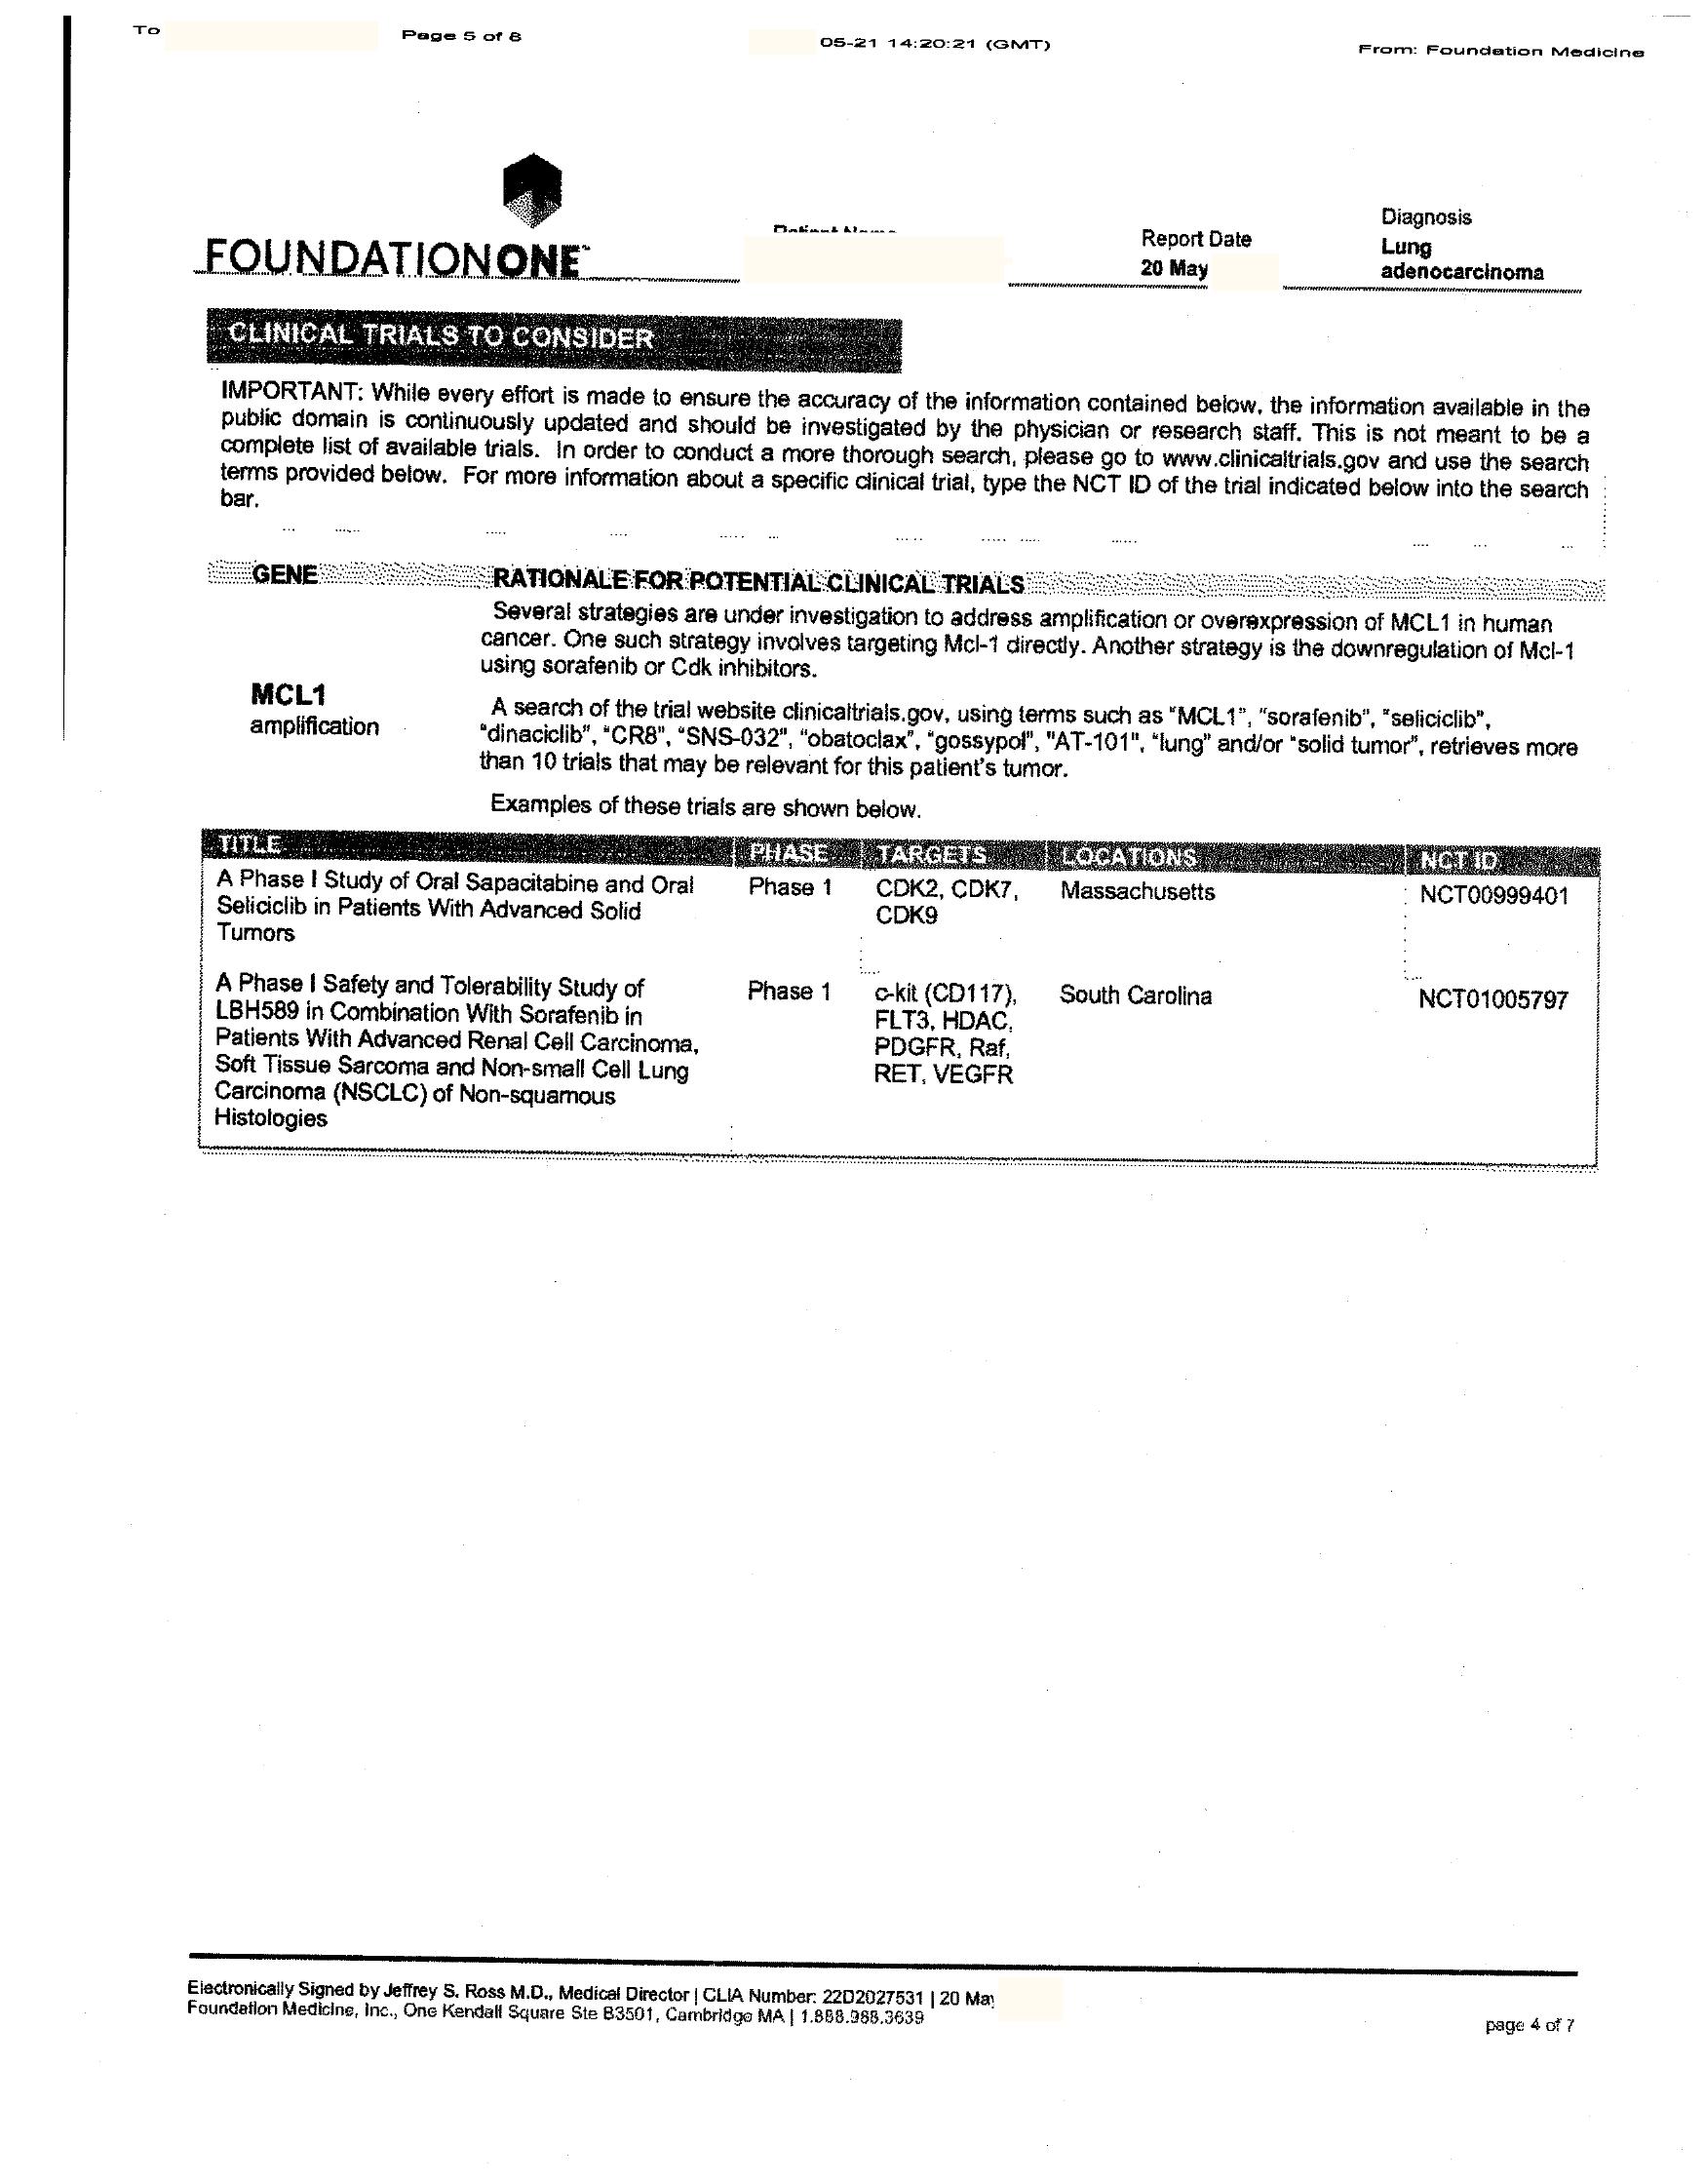 To
Page 5 of 8
05-21 14:20:21 (GMT)
From: Foundation Medicine
FOUNDATIONONE™
Patient Name
Report Date
20 May
Diagnosis
Lung
adenocarcinoma
CLINICAL TRIALS TO CONSIDER
IMPORTANT: While every effort is made to ensure the accuracy of the information contained below, the information available in the
public domain is continuously updated and should be investigated by the physician or research staff. This is not meant to be a
complete list of available trials. In order to conduct a more thorough search, please go to www.clinicaltrials.gov and use the search
terms provided below. For more information about a specific clinical trial, type the NCT ID of the trial indicated below into the search
bar.
GENE RATIONALE FOR POTENTIAL CLINICAL TRIALS
Several strategies are under investigation to address amplification or overexpression of MCL1 in human
cancer. One such strategy involves targeting Mcl-1 directly. Another strategy is the downregulation of Mcl-1
using sorafenib or Cdk inhibitors.
MCL1
amplification
A search of the trial website clinicaltrials.gov, using terms such as "MCL1", "sorafenib", "seliciclib",
"dinaciclib", "CR8", "SNS-032", "obatoclax", "gossypol", "AT-101", "lung" and/or "solid tumor", retrieves more
than 10 trials that may be relevant for this patient's tumor.
Examples of these trials are shown below.
TITLE PHASE TARGETS LOCATIONS NCT ID
A Phase I Study of Oral Sapacitabine and Oral Phase 1 CDK2, CDK7, Massachusetts NCT00999401
Seliciclib in Patients With Advanced Solid CDK9
Tumors
A Phase I Safety and Tolerability Study of Phase 1 c-kit (CD117), South Carolina NCT01005797
LBH589 in Combination With Sorafenib in FLT3, HDAC,
Patients With Advanced Renal Cell Carcinoma, PDGFR, Raf,
Soft Tissue Sarcoma and Non-small Cell Lung RET, VEGFR
Carcinoma (NSCLC) of Non-squamous
Histologies
Electronically Signed by Jeffrey S. Ross M.D., Medical Director | CLIA Number: 22D2027531 | 20 May
Foundation Medicine, Inc., One Kendall Square Ste B3501, Cambridge MA | 1.888.988.3639
page 4 of 7